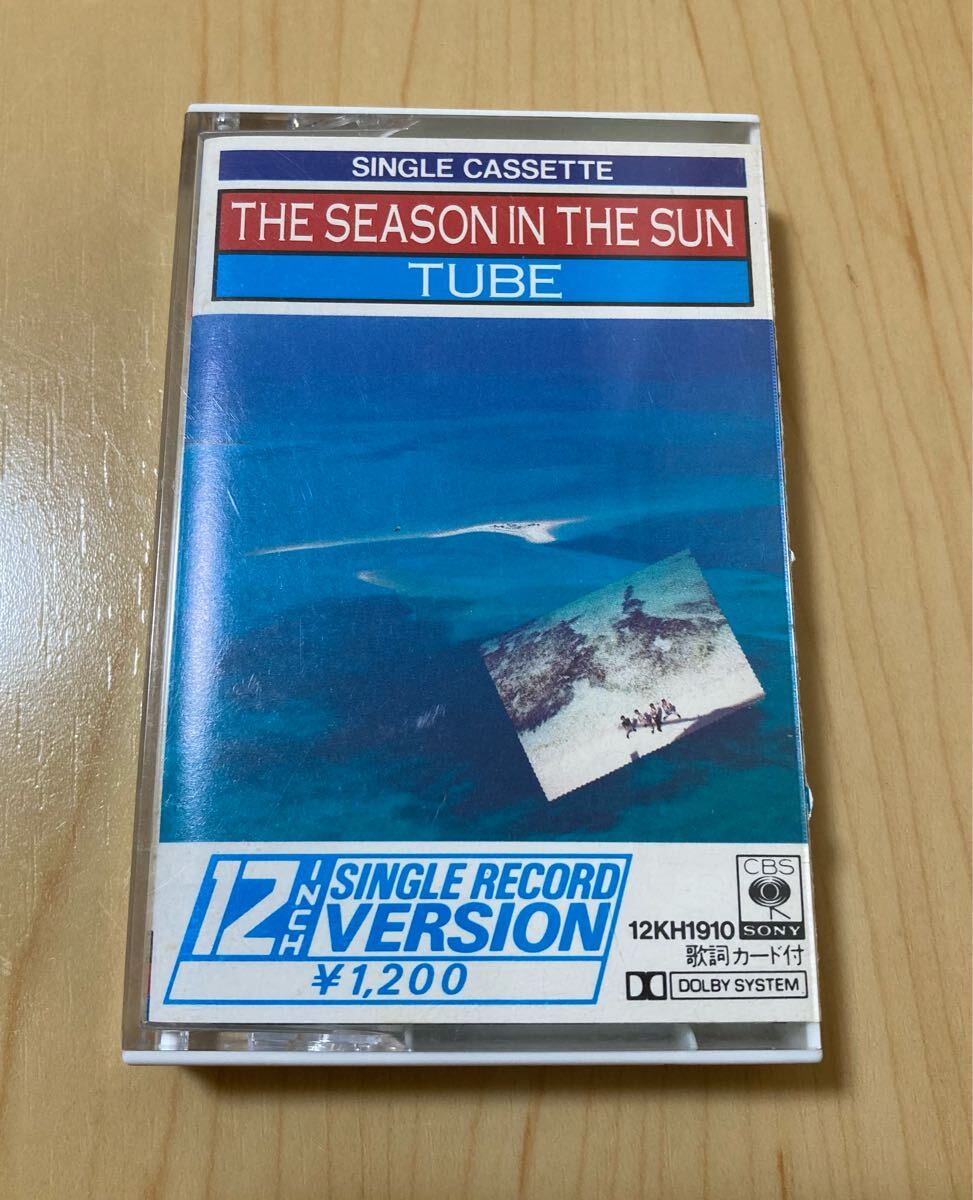 SINGLE CASSETTE
THE SEASON IN THE SUN
TUBE
12 INCH SINGLE RECORD
VERSION
¥1,200
CBS
SONY
12KH1910
歌詞カード付
DOLBY SYSTEM